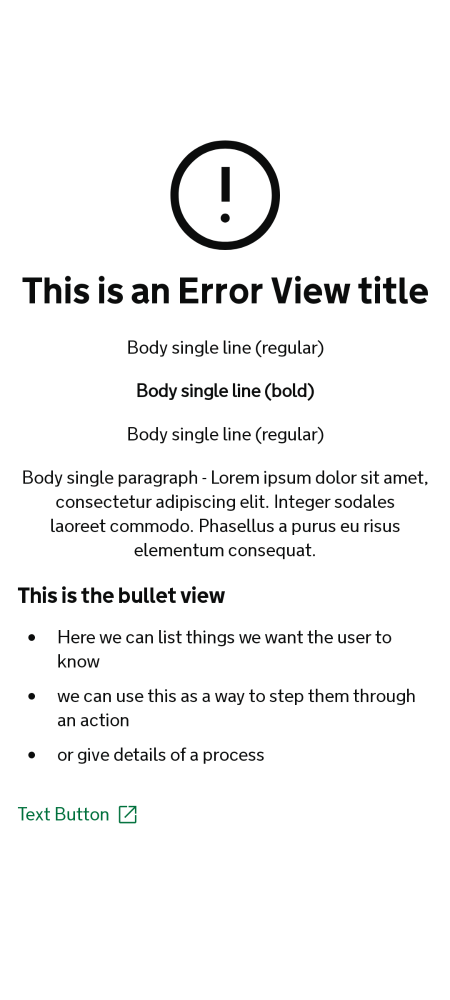 This is an Error View title
Body single line (regular)
Body single line (bold)
Body single line (regular)
Body single paragraph - Lorem ipsum dolor sit amet,
consectetur adipiscing elit. Integer sodales
laoreet commodo. Phasellus a purus eu risus
elementum consequat.
This is the bullet view
• Here we can list things we want the user to
know
• we can use this as a way to step them through
an action
• or give details of a process
Text Button